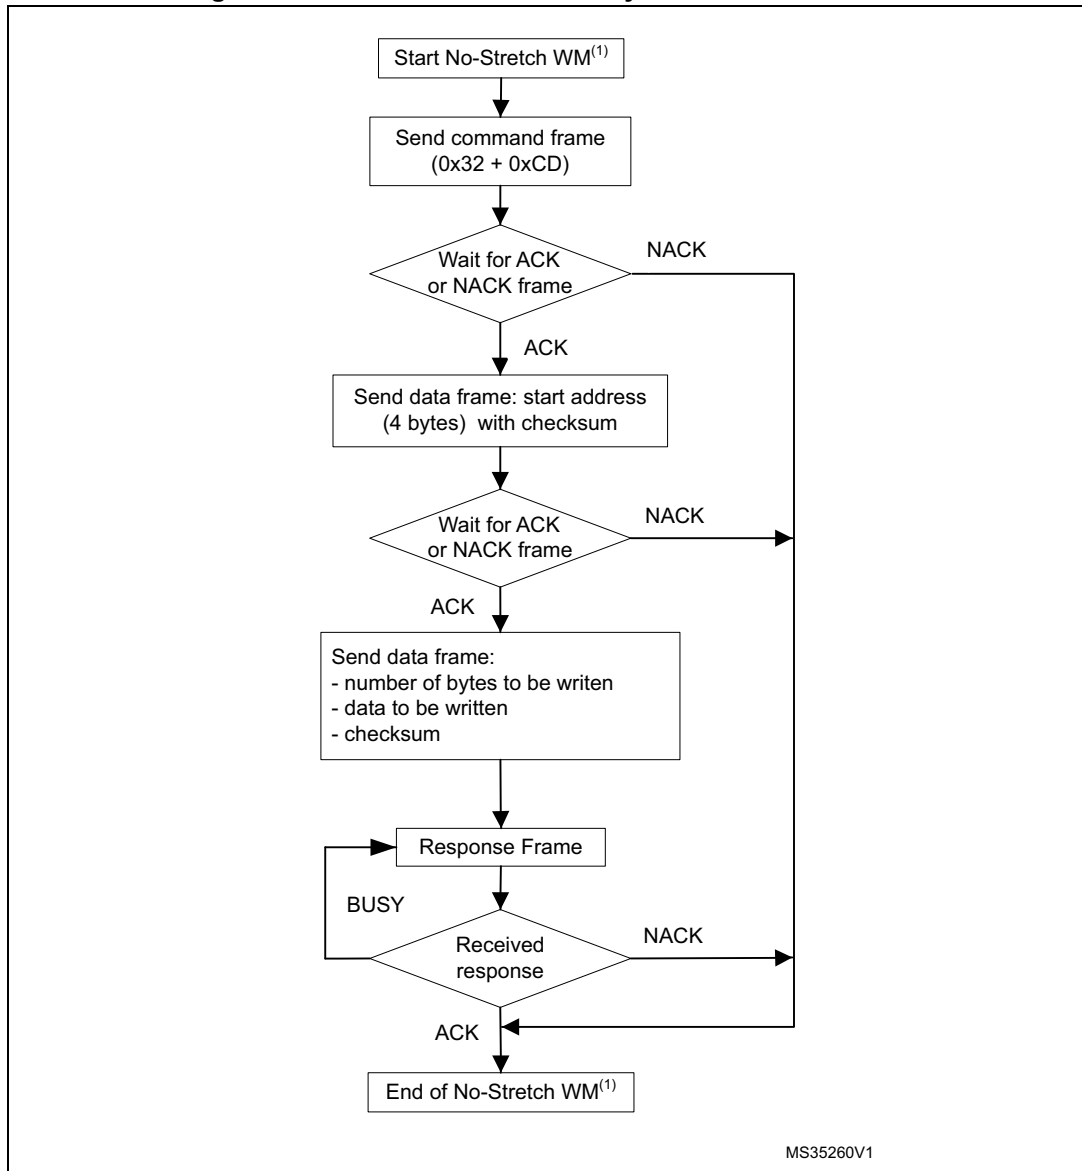 Start No-Stretch WM(1)
Send command frame
(0x32 + 0xCD)
Wait for ACK
or NACK frame
NACK
ACK
Send data frame: start address
(4 bytes) with checksum
Wait for ACK
or NACK frame
NACK
ACK
Send data frame:
- number of bytes to be writen
- data to be written
- checksum
Response Frame
BUSY
Received
response
NACK
ACK
End of No-Stretch WM(1)
MS35260V1